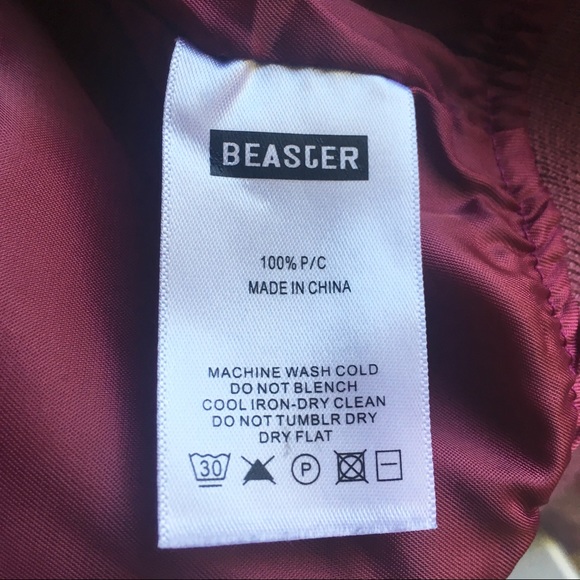 BEASTER
100% P/C
MADE IN CHINA
MACHINE WASH COLD
DO NOT BLENCH
COOL IRON-DRY CLEAN
DO NOT TUMBLR DRY
DRY FLAT
30 P